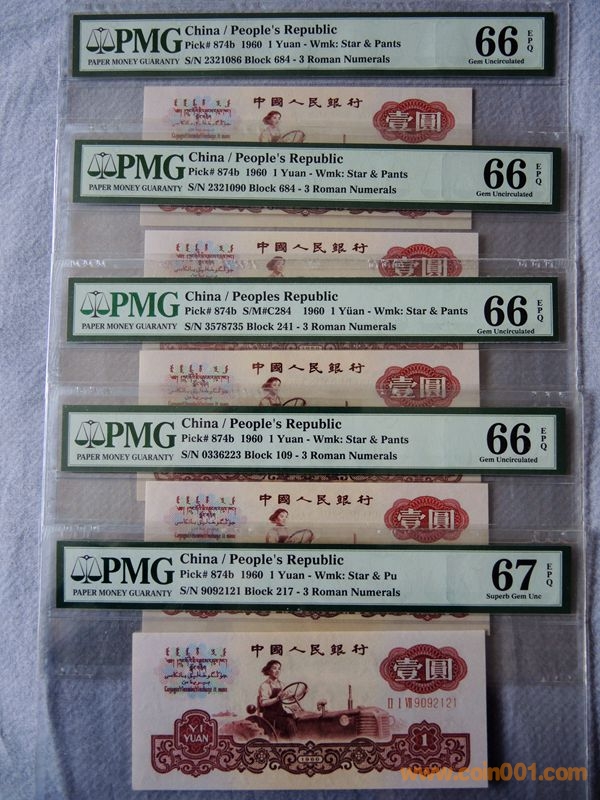 PMG
PAPER MONEY GUARANTY
China / People's Republic
Pick# 874b 1960 1 Yuan - Wmk: Star & Pants
S/N 2321086 Block 684 - 3 Roman Numerals
66 EPQ
Gem Uncirculated
中國人民銀行
壹圓
PMG
PAPER MONEY GUARANTY
China / People's Republic
Pick# 874b 1960 1 Yuan - Wmk: Star & Pants
S/N 2321090 Block 684 - 3 Roman Numerals
66 EPQ
Gem Uncirculated
中國人民銀行
壹圓
PMG
PAPER MONEY GUARANTY
China / Peoples Republic
Pick# 874b S/M#C284 1960 1 Yüan - Wmk: Star & Pants
S/N 3578735 Block 241 - 3 Roman Numerals
66 EPQ
Gem Uncirculated
中國人民銀行
壹圓
PMG
PAPER MONEY GUARANTY
China / People's Republic
Pick# 874b 1960 1 Yuan - Wmk: Star & Pants
S/N 0336223 Block 109 - 3 Roman Numerals
66 EPQ
Gem Uncirculated
中國人民銀行
壹圓
PMG
PAPER MONEY GUARANTY
China / People's Republic
Pick# 874b 1960 1 Yuan - Wmk: Star & Pu
S/N 9092121 Block 217 - 3 Roman Numerals
67 EPQ
Superb Gem Unc
中國人民銀行
壹圓
II I VII 9092121
YI YUAN
1960
1
www.coin001.com